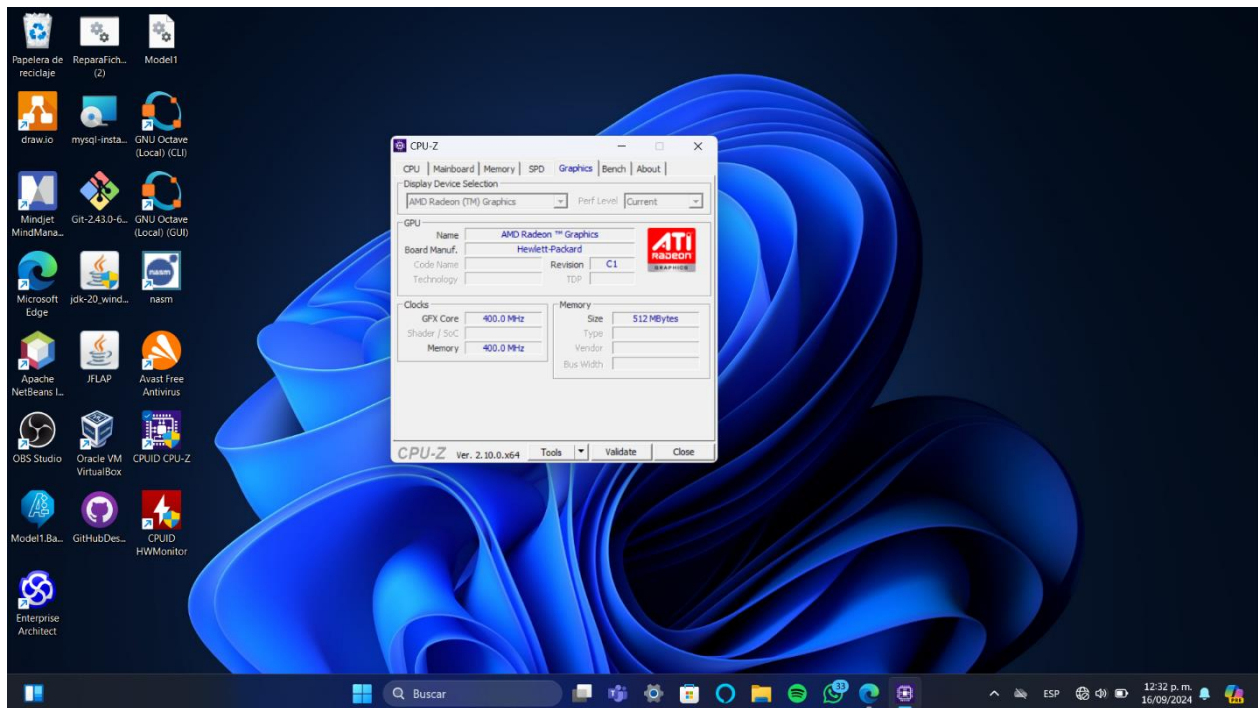 Papelera de
reciclaje
ReparaFich...
(2)
Model1
draw.io
mysql-insta...
GNU Octave
(Local) (CLI)
Mindjet
MindMana...
Git-2.43.0-6...
GNU Octave
(Local) (GUI)
Microsoft
Edge
jdk-20_wind...
nasm
nasm
Apache
NetBeans I...
JFLAP
Avast Free
Antivirus
OBS Studio
Oracle VM
VirtualBox
CPUID CPU-Z
Model1.Ba...
GitHubDes...
CPUID
HWMonitor
Enterprise
Architect
CPU-Z
CPU Mainboard Memory SPD Graphics Bench About
Display Device Selection
AMD Radeon (TM) Graphics Perf Level Current
GPU
Name AMD Radeon ™ Graphics
Board Manuf. Hewlett-Packard
Code Name Revision C1
Technology TDP
ATI
RADEON
GRAPHICS
Clocks
GFX Core 400.0 MHz
Shader / SoC
Memory 400.0 MHz
Memory
Size 512 MBytes
Type
Vendor
Bus Width
CPU-Z Ver. 2.10.0.x64 Tools Validate Close
Buscar
33
ESP
12:32 p. m.
16/09/2024